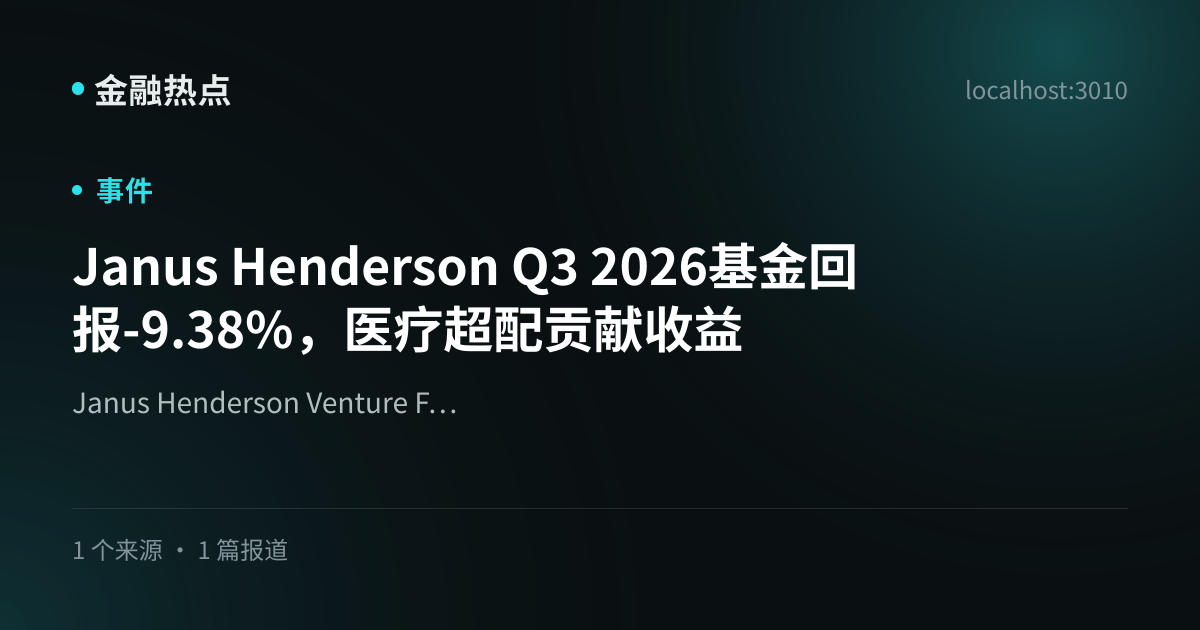 金融热点
localhost:3010
事件
Janus Henderson Q3 2026基金回
报-9.38%，医疗超配贡献收益
Janus Henderson Venture F…
1 个来源 · 1 篇报道